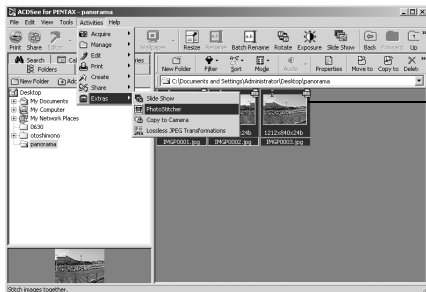 ACDSee for PENTAX - panorama
File Edit View Tools Activities Help
Print Share Editor
Acquire
Manage
Edit
Print
Create
Share
Extras
Wallpaper Resize Rename Batch Rename Rotate Exposure Slide Show Back Forward Up
Search
Folders
New Folder
New Folder Filter Sort Mode Audio Properties Move to Copy to Delet
C:\Documents and Settings\Administrator\Desktop\panorama
Desktop
My Documents
My Computer
My Network Places
0630
otoshimono
panorama
Slide Show
PhotoStitcher
Copy to Camera
Lossless JPEG Transformations
1212x840x24b
IMGP0001.jpg IMGP0002.jpg IMGP0003.jpg
Stitch images together.